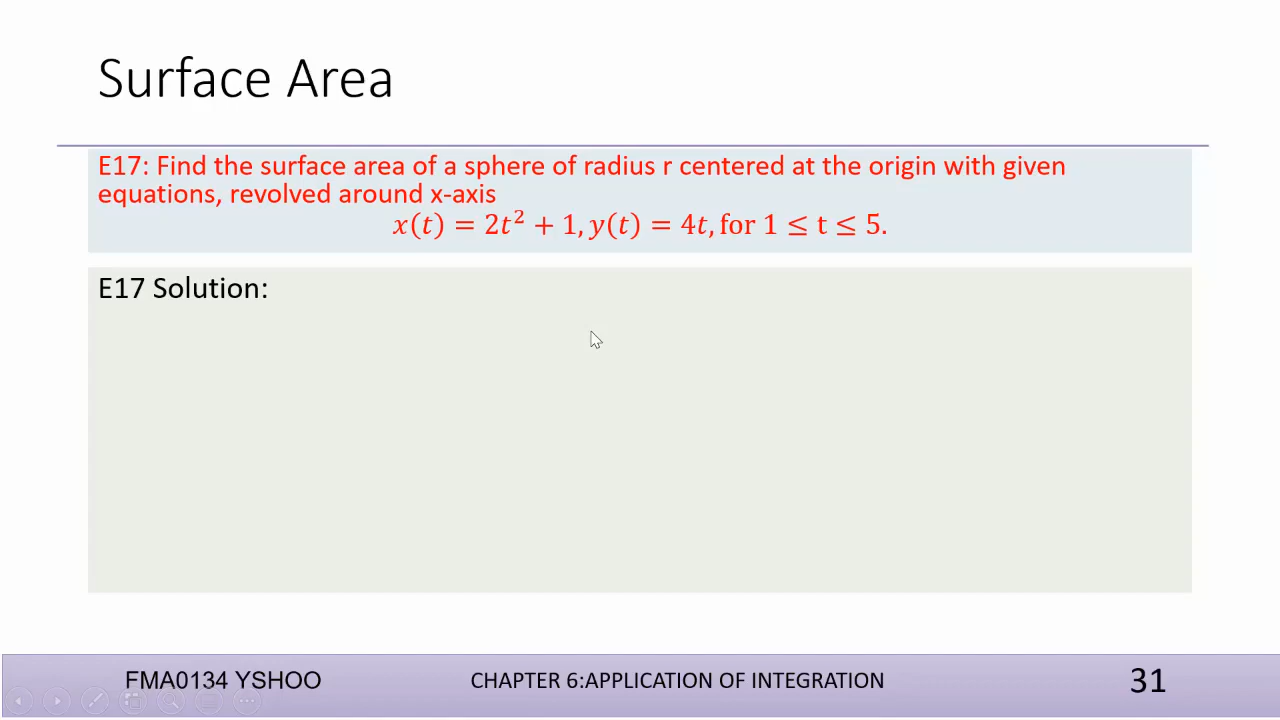 Surface Area
E17: Find the surface area of a sphere of radius r centered at the origin with given
equations, revolved around x-axis
x(t) = 2t² + 1, y(t) = 4t, for 1 ≤ t ≤ 5.
E17 Solution:
FMA0134 YSHOO CHAPTER 6:APPLICATION OF INTEGRATION 31